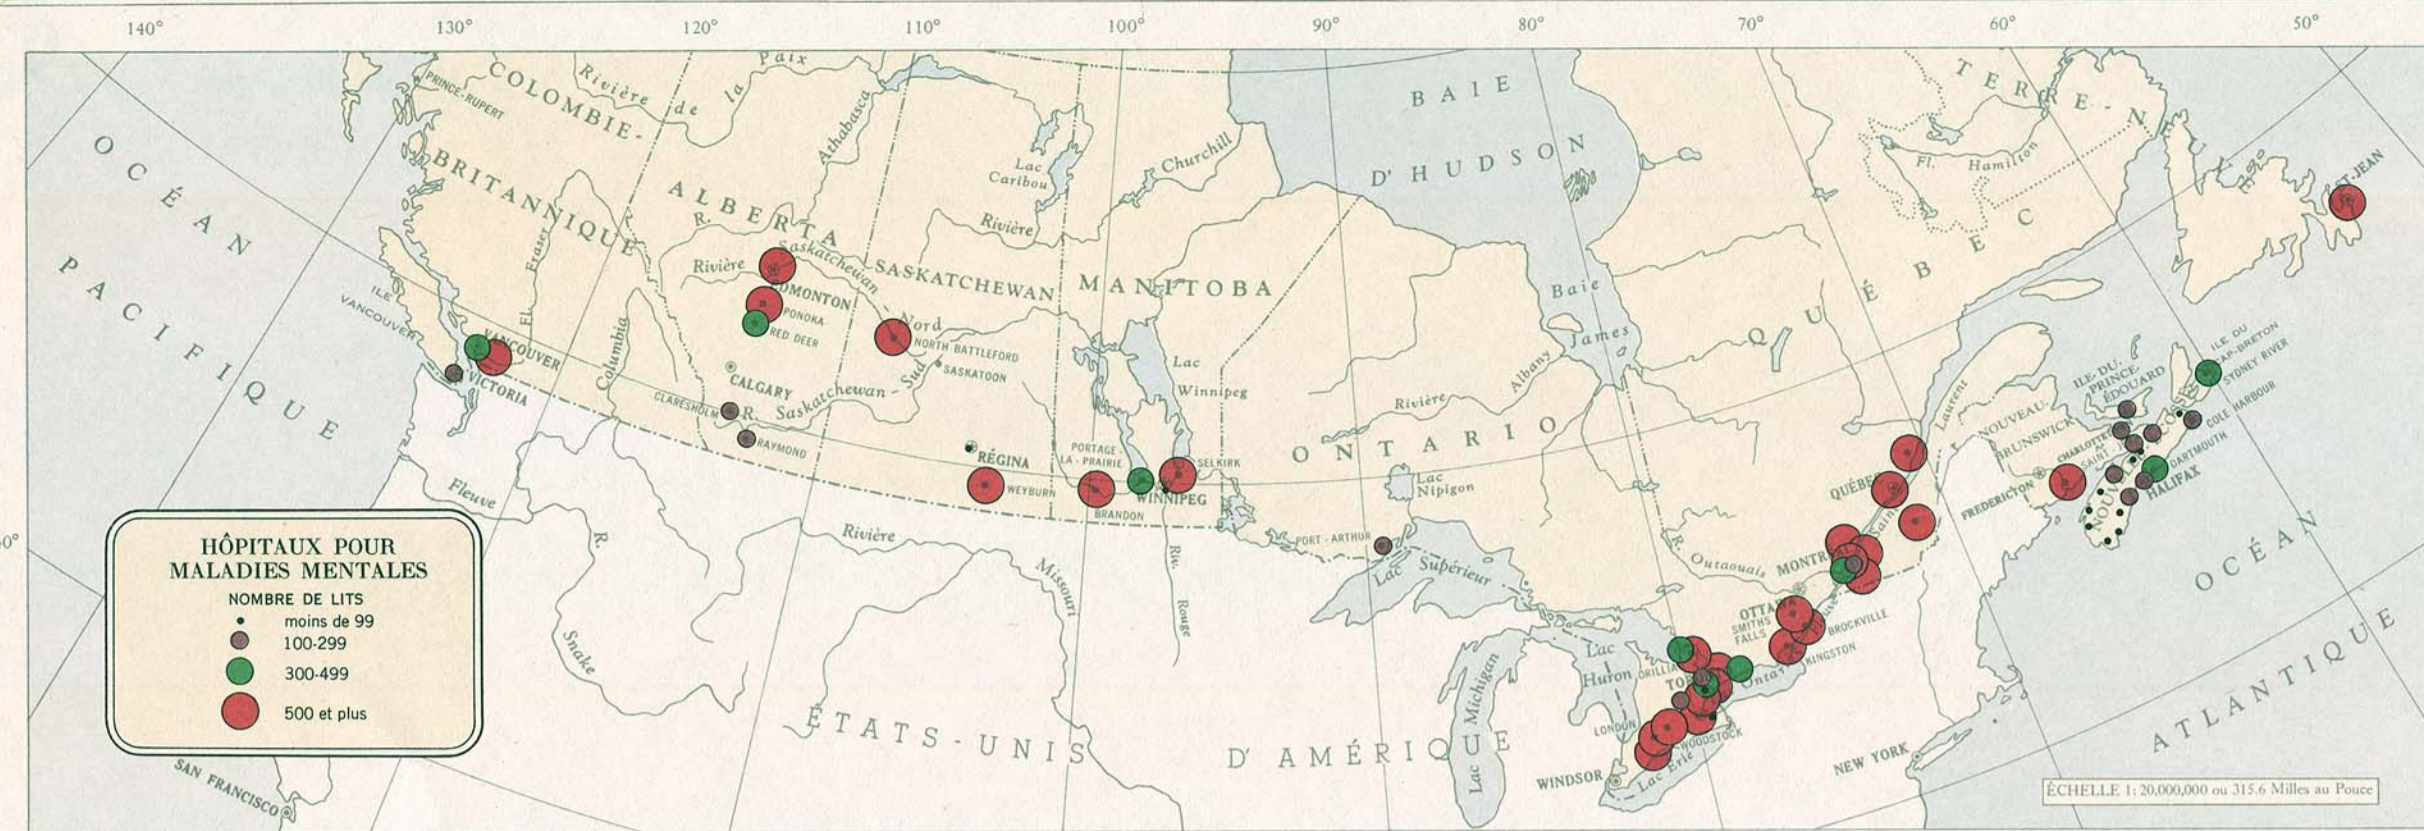 140°
130°
120°
110°
100°
90°
80°
70°
60°
50°
OCÉAN
PACIFIQUE
PRINCE-RUPERT
COLOMBIE-
BRITANNIQUE
Rivière de la Paix
ALBERTA
Athabasca
Lac
Caribou
Churchill
Rivière
BAIE
D'HUDSON
TERRE-NEUVE
Fl. Hamilton
ST-JEAN
QUÉBEC
ILE
VANCOUVER
Fl. Fraser
Columbia
VANCOUVER
VICTORIA
R.
Saskatchewan - Nord
Rivière
EDMONTON
PONOKA
RED DEER
CALGARY
CLARESHOLM
R. Saskatchewan - Sud
RAYMOND
SASKATCHEWAN
NORTH BATTLEFORD
SASKATOON
RÉGINA
WEYBURN
MANITOBA
Lac
Winnipeg
PORTAGE-
LA-PRAIRIE
SELKIRK
WINNIPEG
BRANDON
Baie
James
Rivière Albany
ONTARIO
Lac
Nipigon
PORT-ARTHUR
Lac Supérieur
R. Outaouais
MONTRÉAL
QUÉBEC
Saint
Laurent
OTTAWA
SMITHS
FALLS
BROCKVILLE
KINGSTON
ORILLIA
TORONTO
Lac
Huron
Ontario
LONDON
WOODSTOCK
WINDSOR
Lac Erié
Lac Michigan
NOUVEAU-
BRUNSWICK
FREDERICTON
SAINT
ILE-DU-
PRINCE-
ÉDOUARD
ILE DU
CAP-BRETON
SYDNEY RIVER
COLE HARBOUR
DARTMOUTH
HALIFAX
OCÉAN
ATLANTIQUE
Fleuve
R.
Snake
Rivière
Missouri
Riv.
Rouge
ÉTATS-UNIS D'AMÉRIQUE
NEW YORK
SAN FRANCISCO
HÔPITAUX POUR
MALADIES MENTALES
NOMBRE DE LITS
moins de 99
100-299
300-499
500 et plus
ÉCHELLE 1: 20,000,000 ou 315.6 Milles au Pouce